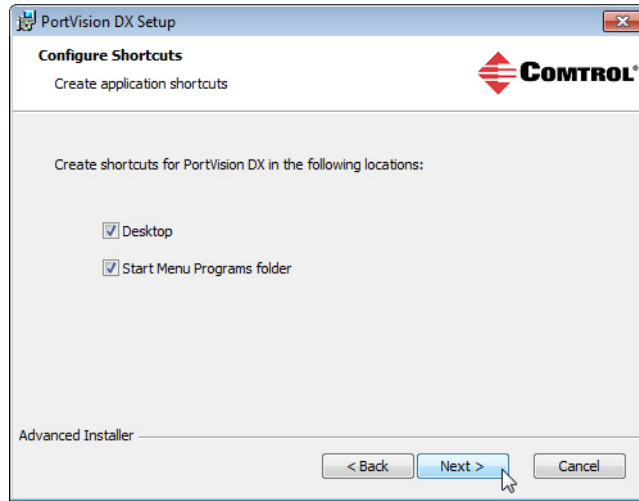 PortVision DX Setup
Configure Shortcuts
Create application shortcuts
COMTROL®
Create shortcuts for PortVision DX in the following locations:
Desktop
Start Menu Programs folder
Advanced Installer
< Back
Next >
Cancel